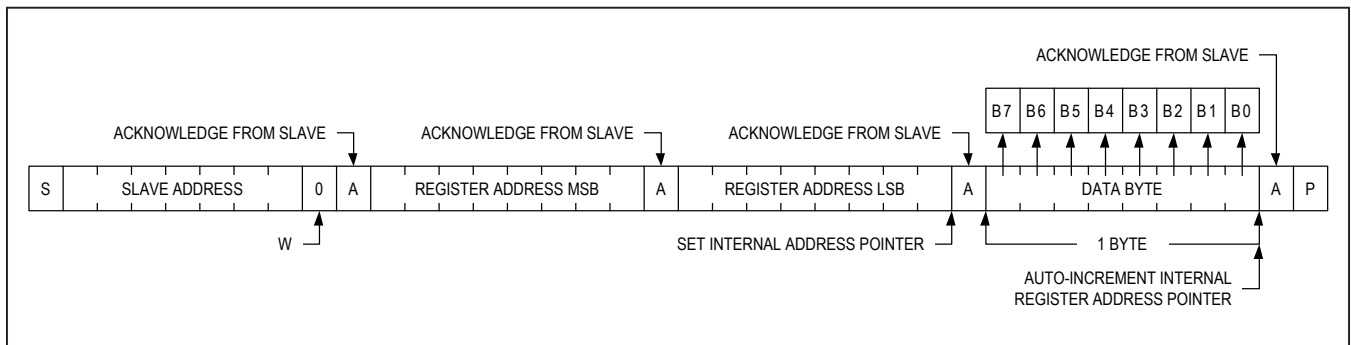 ACKNOWLEDGE FROM SLAVE
B7 B6 B5 B4 B3 B2 B1 B0
ACKNOWLEDGE FROM SLAVE ACKNOWLEDGE FROM SLAVE ACKNOWLEDGE FROM SLAVE
S SLAVE ADDRESS 0 A REGISTER ADDRESS MSB A REGISTER ADDRESS LSB A DATA BYTE A P
W SET INTERNAL ADDRESS POINTER 1 BYTE
AUTO-INCREMENT INTERNAL
REGISTER ADDRESS POINTER